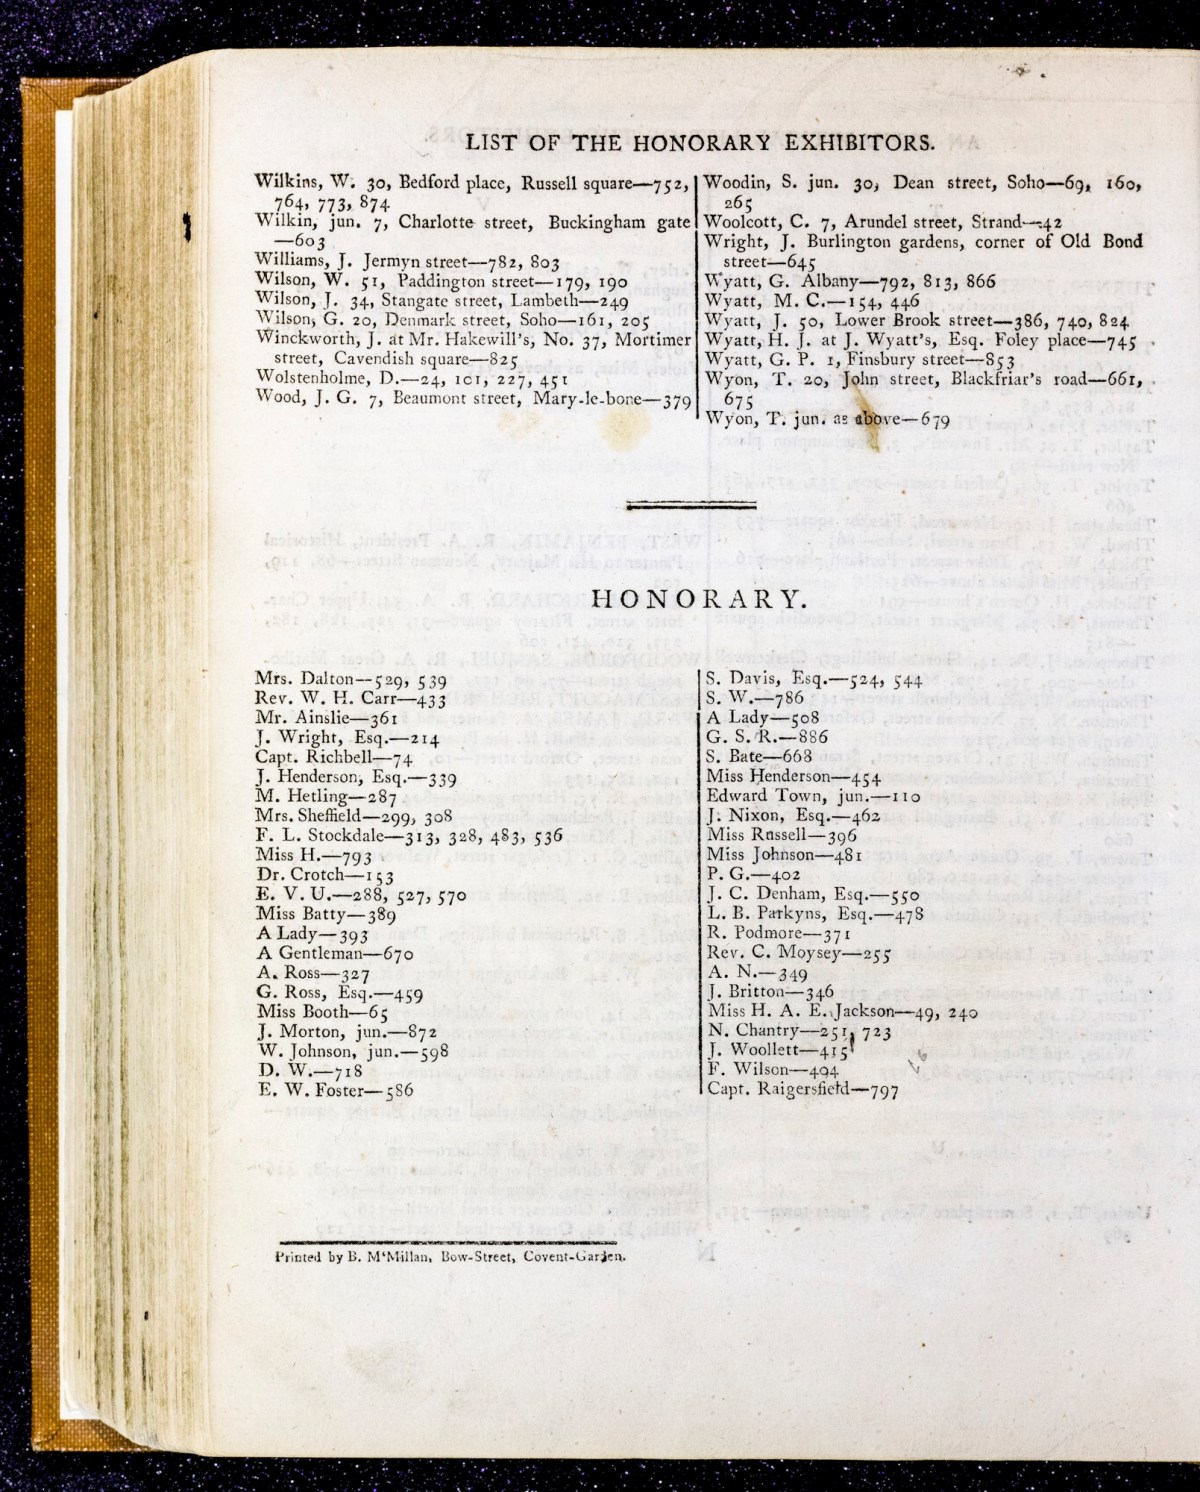 LIST OF THE HONORARY EXHIBITORS.
Wilkins, W. 30, Bedford place, Russell square—752,
764, 773, 874
Wilkin, jun. 7, Charlotte street, Buckingham gate
—603
Williams, J. Jermyn street—782, 803
Wilson, W. 51, Paddington street—179, 190
Wilson, J. 34, Stangate street, Lambeth—249
Wilson, G. 20, Denmark street, Soho—161, 205
Winckworth, J. at Mr. Hakewill's, No. 37, Mortimer
street, Cavendish square—825
Wolstenholme, D.—24, 101, 227, 451
Wood, J. G. 7, Beaumont street, Mary-le-bone—379
Woodin, S. jun. 30, Dean street, Soho—69, 160,
265
Woolcott, C. 7, Arundel street, Strand—42
Wright, J. Burlington gardens, corner of Old Bond
street—645
Wyatt, G. Albany—792, 813, 866
Wyatt, M. C.—154, 446
Wyatt, J. 50, Lower Brook street—386, 740, 824
Wyatt, H. J. at J. Wyatt's, Esq. Foley place—745
Wyatt, G. P. 1, Finsbury street—853
Wyon, T. 20, John street, Blackfriar's road—661,
675
Wyon, T. jun. as above—679
HONORARY.
Mrs. Dalton—529, 539
Rev. W. H. Carr—433
Mr. Ainslie—361
J. Wright, Esq.—214
Capt. Richbell—74
J. Henderson, Esq.—339
M. Hetling—287
Mrs. Sheffield—299, 308
F. L. Stockdale—313, 328, 483, 536
Miss H.—793
Dr. Crotch—153
E. V. U.—288, 527, 570
Miss Batty—389
A Lady—393
A Gentleman—670
A. Ross—327
G. Ross, Esq.—459
Miss Booth—65
J. Morton, jun.—872
W. Johnson, jun.—598
D. W.—718
E. W. Foster—586
S. Davis, Esq.—524, 544
S. W.—786
A Lady—508
G. S. R.—886
S. Bate—668
Miss Henderson—454
Edward Town, jun.—110
J. Nixon, Esq.—462
Miss Russell—396
Miss Johnson—481
P. G.—402
J. C. Denham, Esq.—550
L. B. Parkyns, Esq.—478
R. Podmore—371
Rev. C. Moysey—255
A. N.—349
J. Britton—346
Miss H. A. E. Jackson—49, 240
N. Chantry—251, 723
J. Woollett—415
F. Wilson—404
Capt. Raigersfield—797
Printed by B. M'Millan, Bow-Street, Covent-Garden.